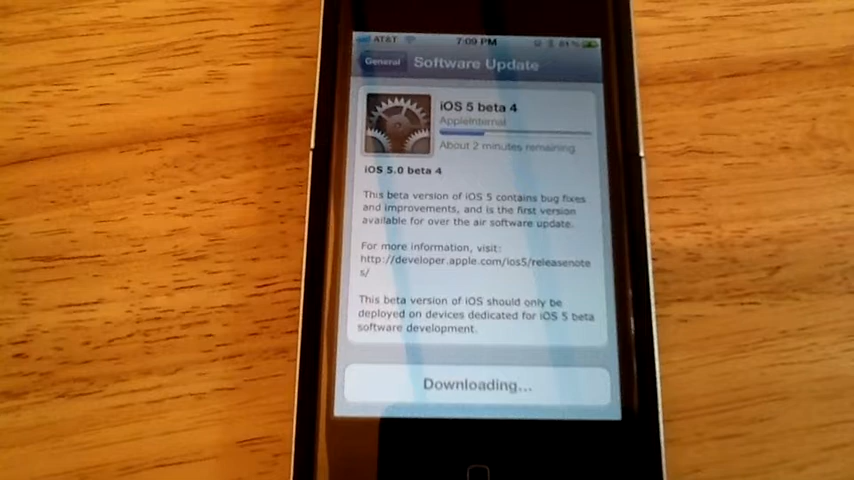 AT&T 7:09 PM 81%
General Software Update
iOS 5 beta 4
AppleInternal
About 2 minutes remaining
iOS 5.0 beta 4
This beta version of iOS 5 contains bug fixes
and improvements, and is the first version
available for over the air software update.
For more information, visit:
http://developer.apple.com/ios5/releasenote
s/
This beta version of iOS should only be
deployed on devices dedicated for iOS 5 beta
software development.
Downloading...